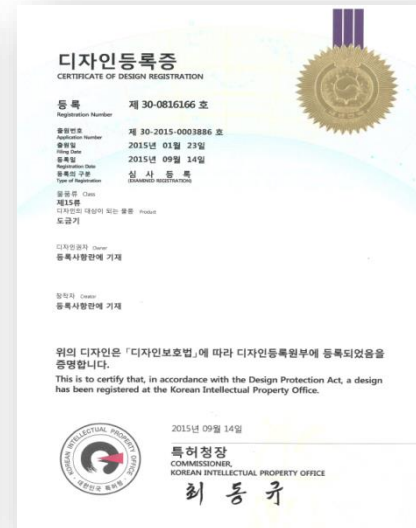 디자인등록증
CERTIFICATE OF DESIGN REGISTRATION
등 록 제 30-0816166 호
Registration Number
출원번호 제 30-2015-0003886 호
Application Number
출원일 2015년 01월 23일
Filing Date
등록일 2015년 09월 14일
Registration Date
등록의 구분 심 사 등 록
Type of Registration (EXAMINED REGISTRATION)
물품류 Class
제15류
디자인의 대상이 되는 물품 Product
도금기
디자인권자 Owner
등록사항란에 기재
창작자 Creator
등록사항란에 기재
위의 디자인은 「디자인보호법」에 따라 디자인등록원부에 등록되었음을
증명합니다.
This is to certify that, in accordance with the Design Protection Act, a design
has been registered at the Korean Intellectual Property Office.
2015년 09월 14일
특허청장
COMMISSIONER,
KOREAN INTELLECTUAL PROPERTY OFFICE
최동규
KOREAN INTELLECTUAL PROPERTY OFFICE
대한민국 특허청